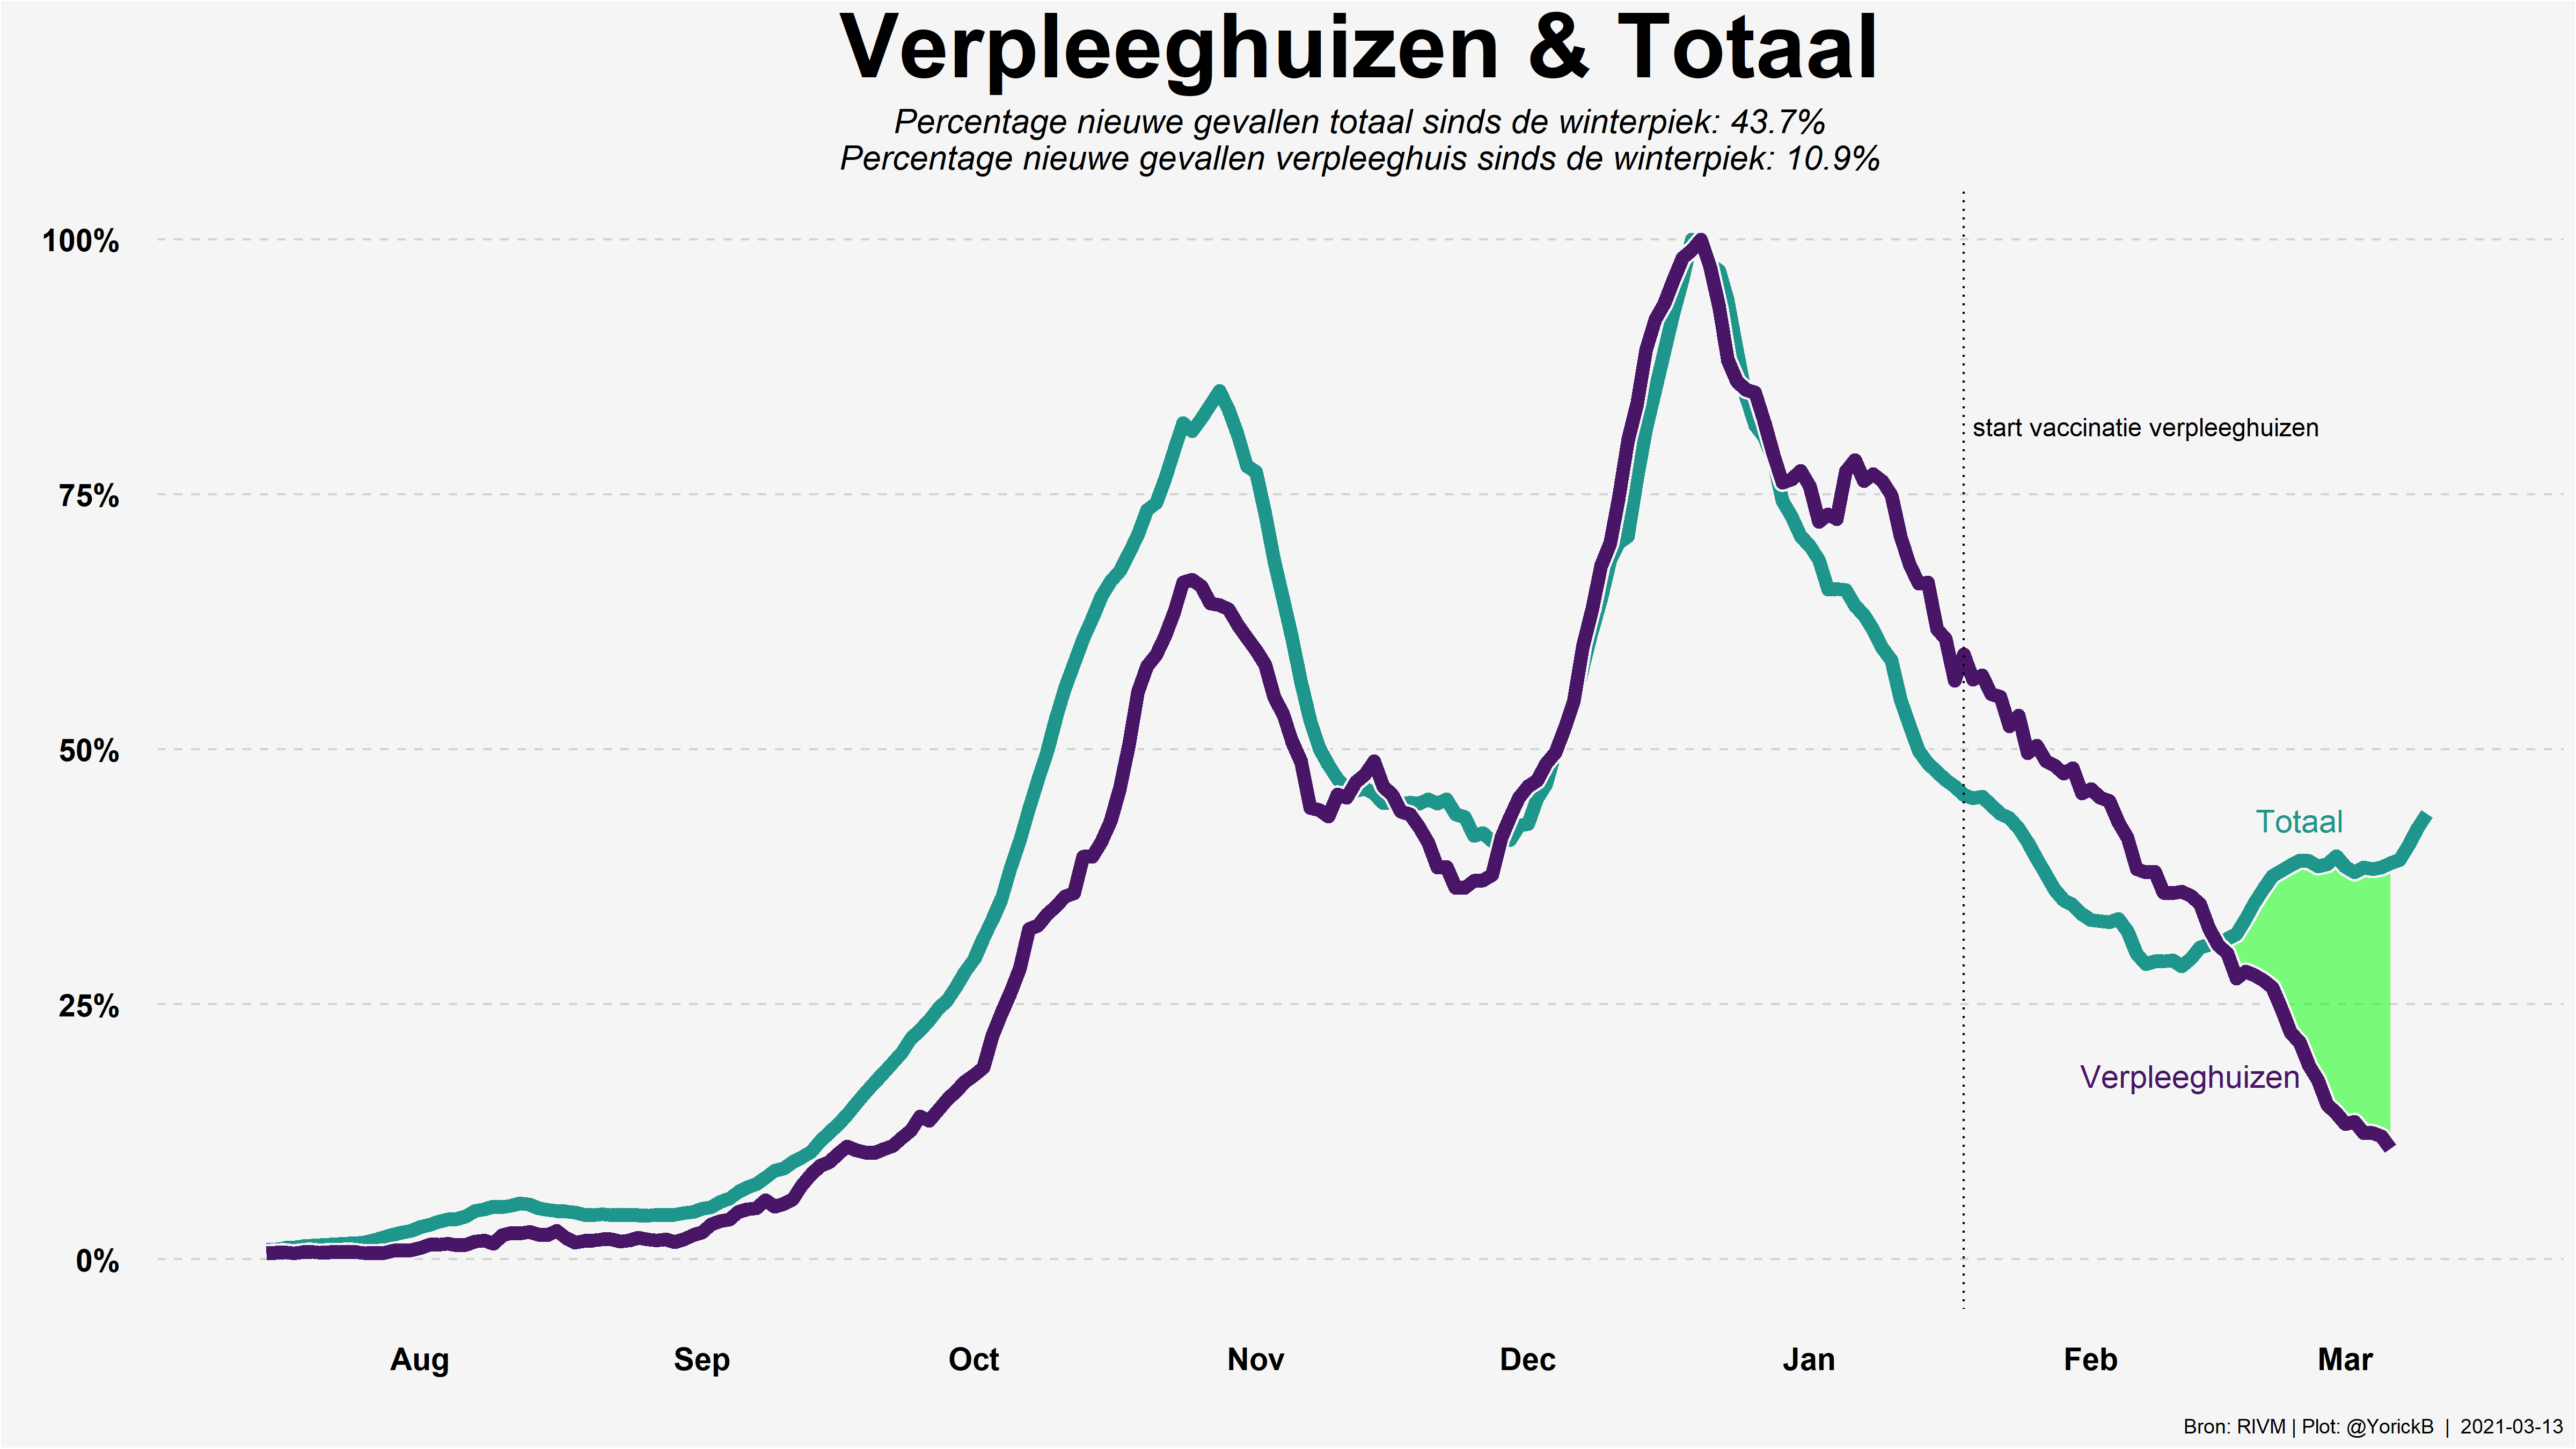 Verpleeghuizen & Totaal
Percentage nieuwe gevallen totaal sinds de winterpiek: 43.7%
Percentage nieuwe gevallen verpleeghuis sinds de winterpiek: 10.9%
100%
start vaccinatie verpleeghuizen
75%
50%
Totaal
25%
Verpleeghuizen
0%
Aug Sep Oct Nov Dec Jan Feb Mar
Bron: RIVM | Plot: @YorickB | 2021-03-13